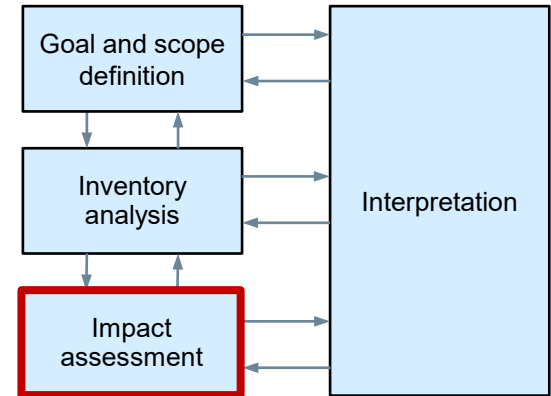 Goal and scope
definition
Inventory
analysis
Impact
assessment
Interpretation